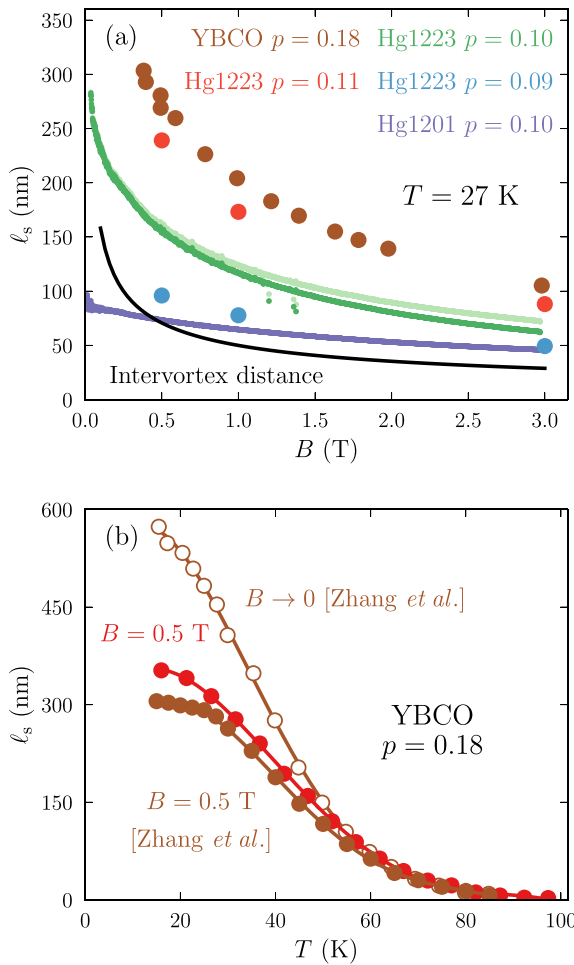 (a)
YBCO p = 0.18 Hg1223 p = 0.10
Hg1223 p = 0.11 Hg1223 p = 0.09
Hg1201 p = 0.10
T = 27 K
Intervortex distance
350
300
250
200
150
100
50
0
ℓs (nm)
0.0 0.5 1.0 1.5 2.0 2.5 3.0
B (T)
(b)
B → 0 [Zhang et al.]
B = 0.5 T
YBCO
p = 0.18
B = 0.5 T
[Zhang et al.]
600
450
300
150
0
ℓs (nm)
0 20 40 60 80 100
T (K)